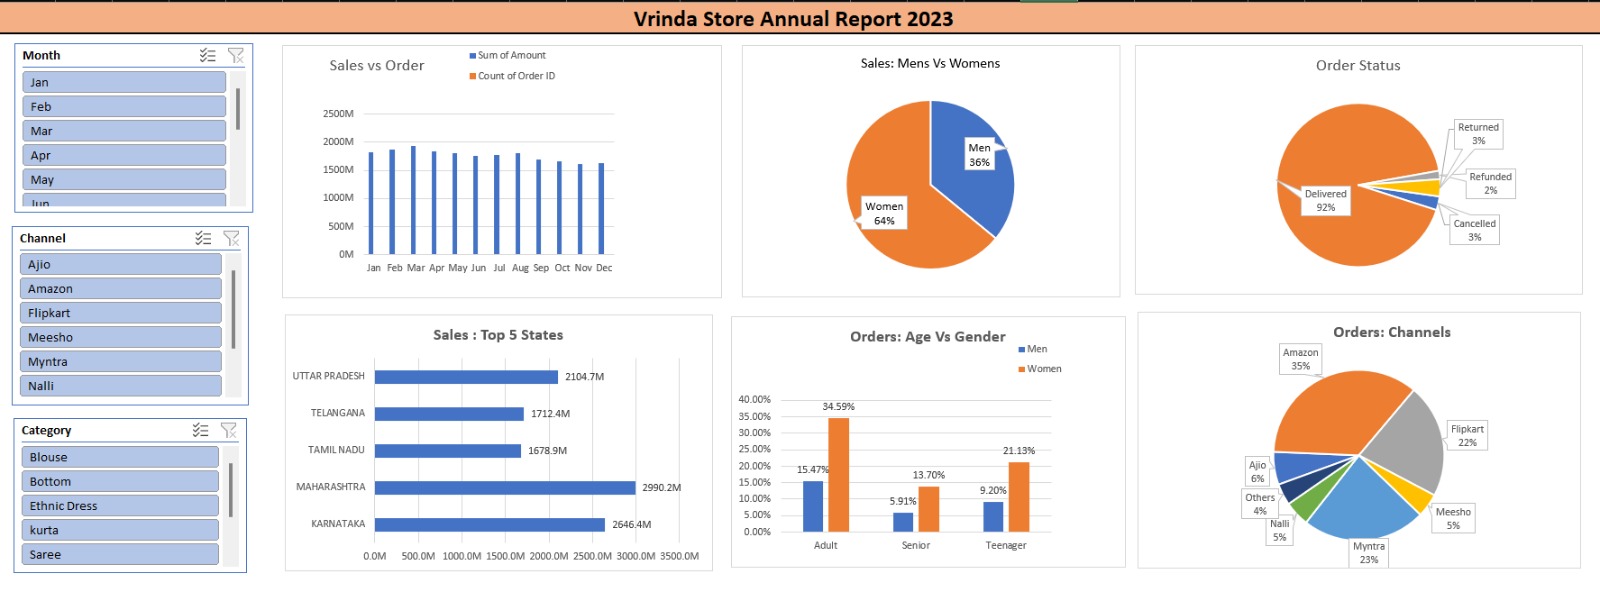 Vrinda Store Annual Report 2023
Month
Jan
Feb
Mar
Apr
May
Jun
Channel
Ajio
Amazon
Flipkart
Meesho
Myntra
Nalli
Category
Blouse
Bottom
Ethnic Dress
kurta
Saree
Sales vs Order
Sum of Amount
Count of Order ID
2500M
2000M
1500M
1000M
500M
0M
Jan Feb Mar Apr May Jun Jul Aug Sep Oct Nov Dec
Sales: Mens Vs Womens
Men
36%
Women
64%
Order Status
Returned
3%
Refunded
2%
Delivered
92%
Cancelled
3%
Sales : Top 5 States
UTTAR PRADESH 2104.7M
TELANGANA 1712.4M
TAMIL NADU 1678.9M
MAHARASHTRA 2990.2M
KARNATAKA 2646.4M
0.0M 500.0M 1000.0M 1500.0M 2000.0M 2500.0M 3000.0M 3500.0M
Orders: Age Vs Gender
Men
Women
40.00%
35.00%
30.00%
25.00%
20.00%
15.00%
10.00%
5.00%
0.00%
15.47%
34.59%
5.91%
13.70%
9.20%
21.13%
Adult Senior Teenager
Orders: Channels
Amazon
35%
Flipkart
22%
Ajio
6%
Others
4%
Nalli
5%
Meesho
5%
Myntra
23%